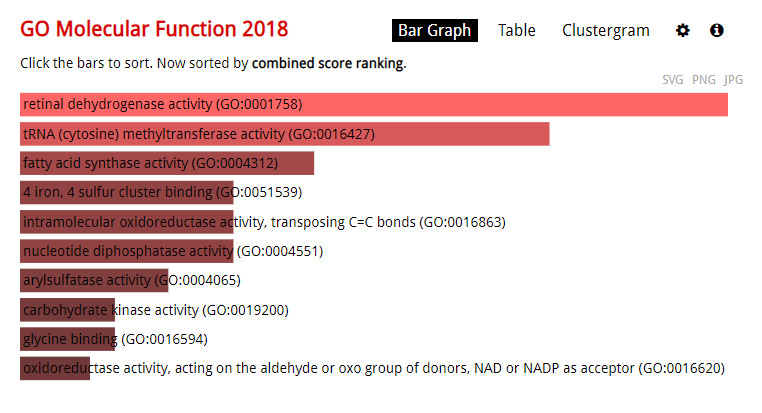 GO Molecular Function 2018
Bar Graph Table Clustergram
Click the bars to sort. Now sorted by combined score ranking.
SVG PNG JPG
retinal dehydrogenase activity (GO:0001758)
tRNA (cytosine) methyltransferase activity (GO:0016427)
fatty acid synthase activity (GO:0004312)
4 iron, 4 sulfur cluster binding (GO:0051539)
intramolecular oxidoreductase activity, transposing C=C bonds (GO:0016863)
nucleotide diphosphatase activity (GO:0004551)
arylsulfatase activity (GO:0004065)
carbohydrate kinase activity (GO:0019200)
glycine binding (GO:0016594)
oxidoreductase activity, acting on the aldehyde or oxo group of donors, NAD or NADP as acceptor (GO:0016620)